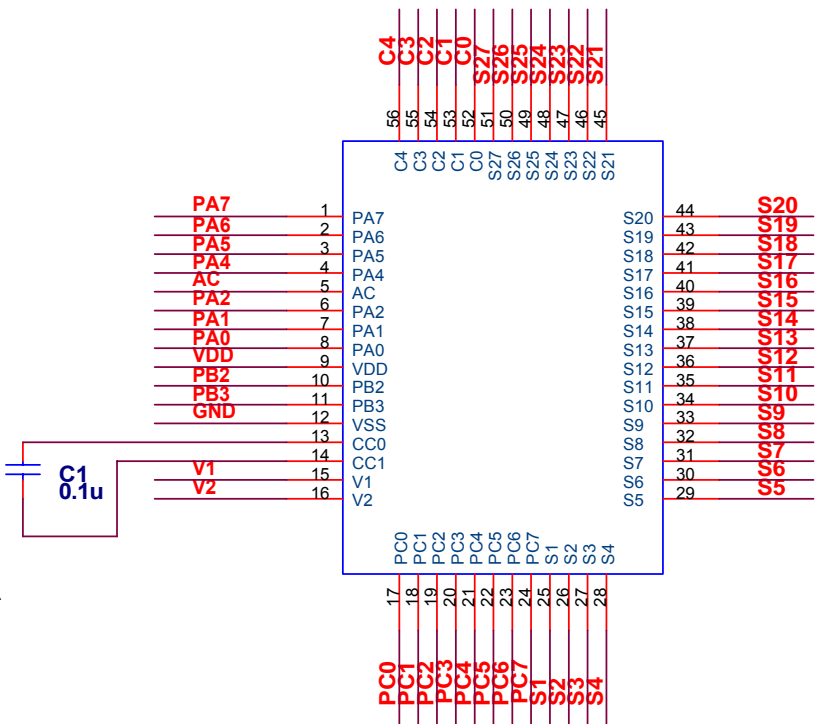 C4 C3 C2 C1 C0 S27 S26 S25 S24 S23 S22 S21
56 55 54 53 52 51 50 49 48 47 46 45
C4 C3 C2 C1 C0 S27 S26 S25 S24 S23 S22 S21
PA7 1 PA7 S20 44 S20
PA6 2 PA6 S19 43 S19
PA5 3 PA5 S18 42 S18
PA4 4 PA4 S17 41 S17
AC 5 AC S16 40 S16
PA2 6 PA2 S15 39 S15
PA1 7 PA1 S14 38 S14
PA0 8 PA0 S13 37 S13
VDD 9 VDD S12 36 S12
PB2 10 PB2 S11 35 S11
PB3 11 PB3 S10 34 S10
GND 12 VSS S9 33 S9
13 CC0 S8 32 S8
14 CC1 S7 31 S7
V1 15 V1 S6 30 S6
V2 16 V2 S5 29 S5
C1
0.1u
PC0 PC1 PC2 PC3 PC4 PC5 PC6 PC7 S1 S2 S3 S4
17 18 19 20 21 22 23 24 25 26 27 28
PC0 PC1 PC2 PC3 PC4 PC5 PC6 PC7 S1 S2 S3 S4